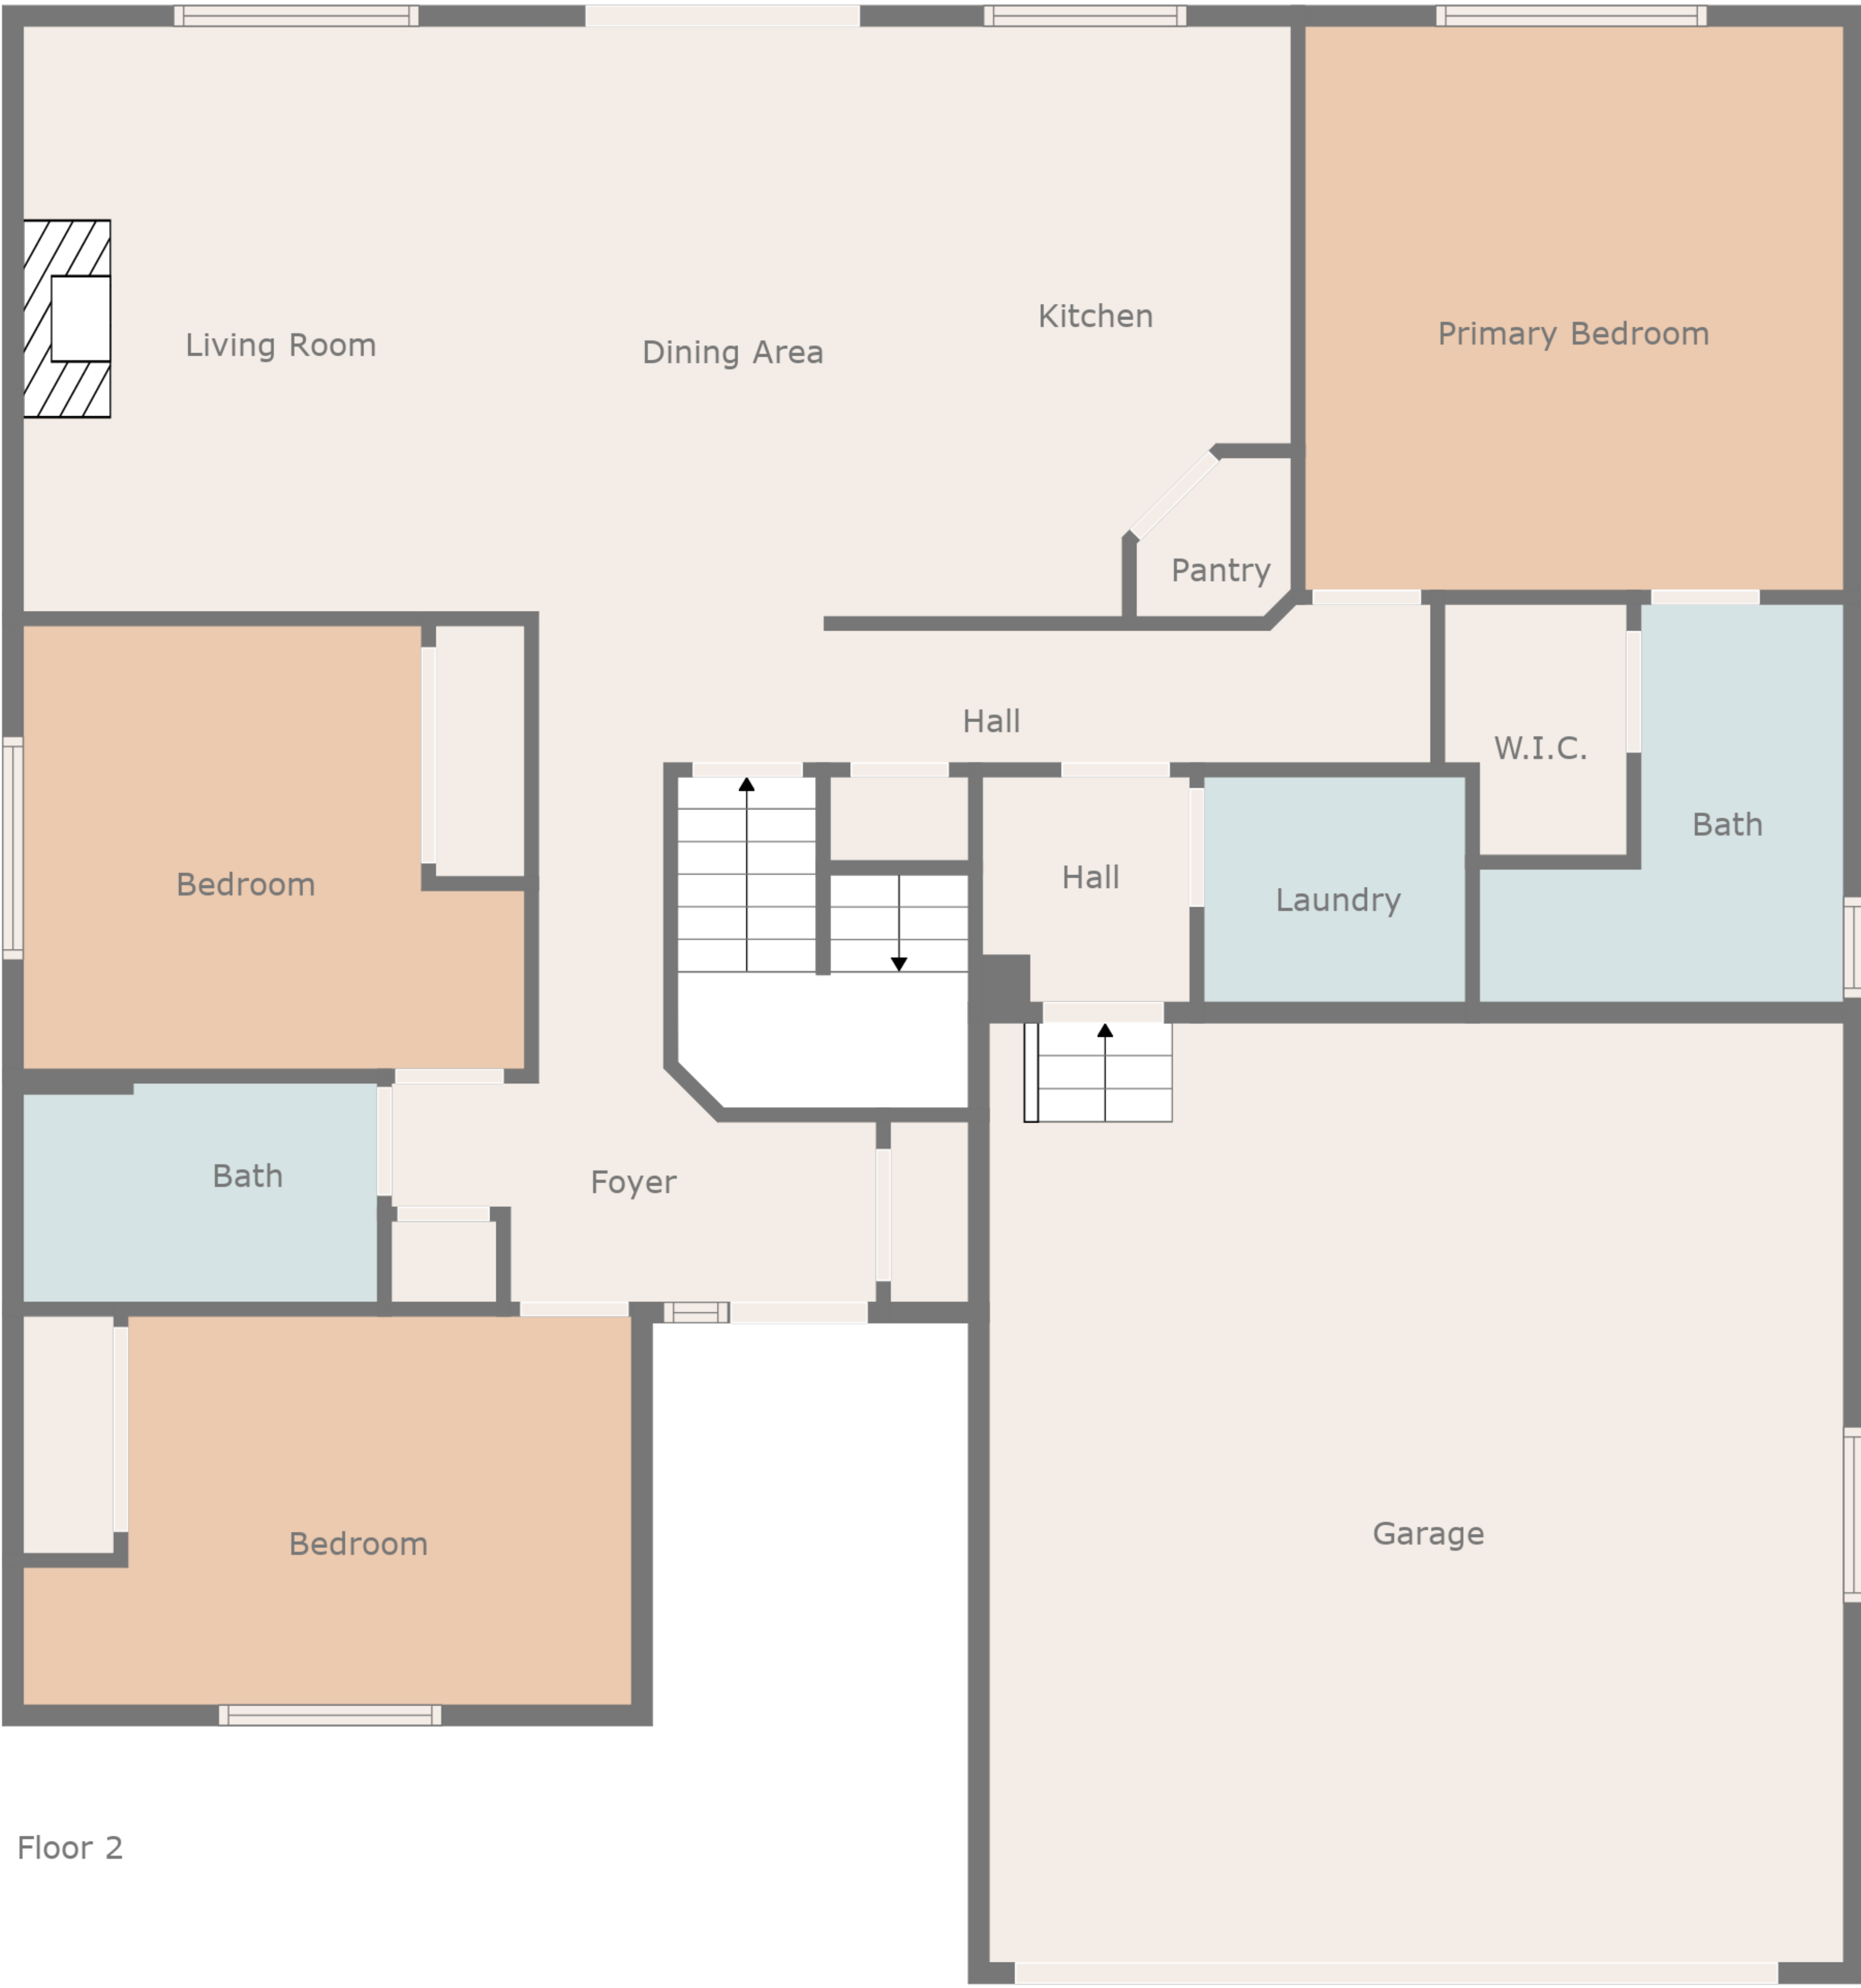 Kitchen
Primary Bedroom
Living Room
Dining Area
Pantry
Hall
W.I.C.
Bath
Hall
Bedroom
Laundry
Bath
Foyer
Garage
Bedroom
Floor 2